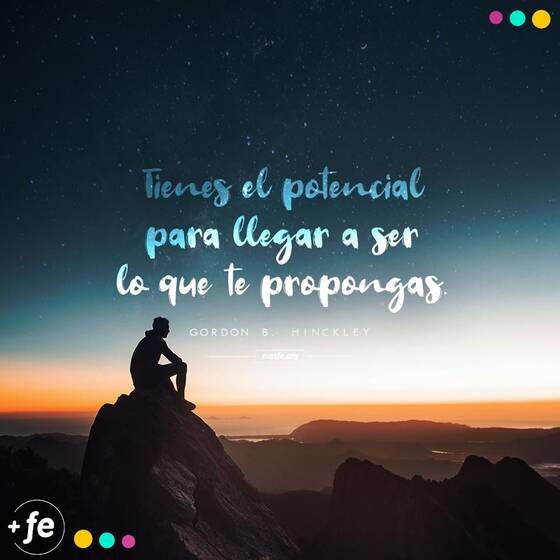 Tienes el potencial
para llegar a ser
lo que te propongas.
GORDON B. HINCKLEY
masfe.org
+fe